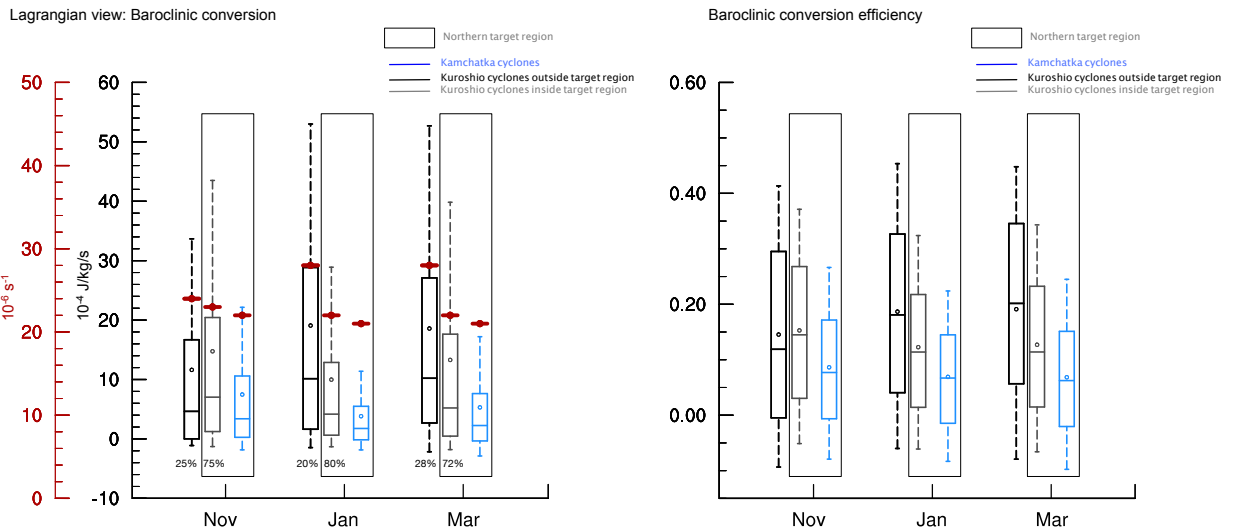 Lagrangian view: Baroclinic conversion
Northern target region
Kamchatka cyclones
Kuroshio cyclones outside target region
Kuroshio cyclones inside target region
50
40
30
20
10
0
10⁻⁶ s⁻¹
60
50
40
30
20
10
0
-10
10⁻⁴ J/kg/s
25% 75%
20% 80%
28% 72%
Nov Jan Mar
Baroclinic conversion efficiency
Northern target region
Kamchatka cyclones
Kuroshio cyclones outside target region
Kuroshio cyclones inside target region
0.60
0.40
0.20
0.00
Nov Jan Mar